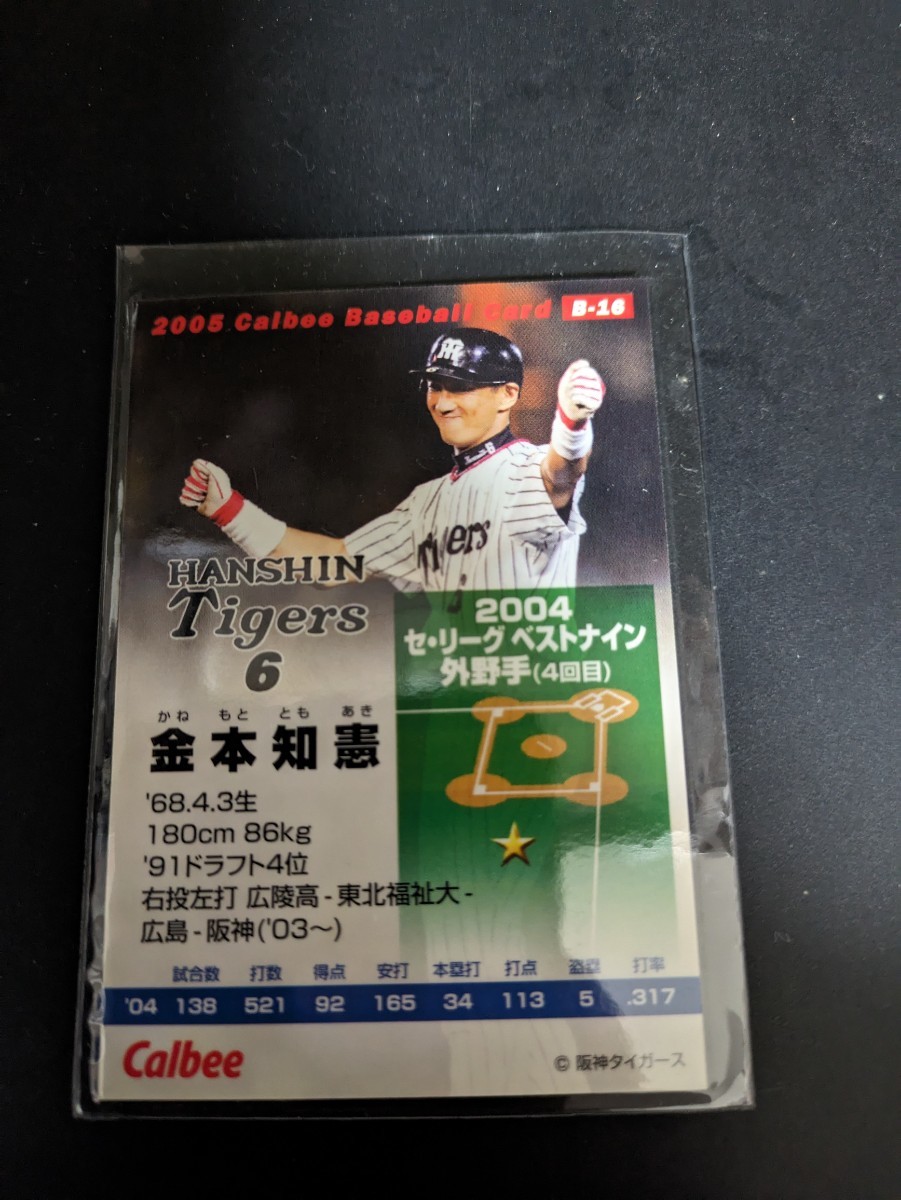 2005 Calbee Baseball Card B-16
Tigers
HANSHIN
Tigers
6
2004
セ・リーグ ベストナイン
外野手(4回目)
かね もと とも あき
金本知憲
'68.4.3生
180cm 86kg
'91ドラフト4位
右投左打 広陵高-東北福祉大-
広島-阪神('03〜)
試合数 打数 得点 安打 本塁打 打点 盗塁 打率
'04 138 521 92 165 34 113 5 .317
Calbee
© 阪神タイガース